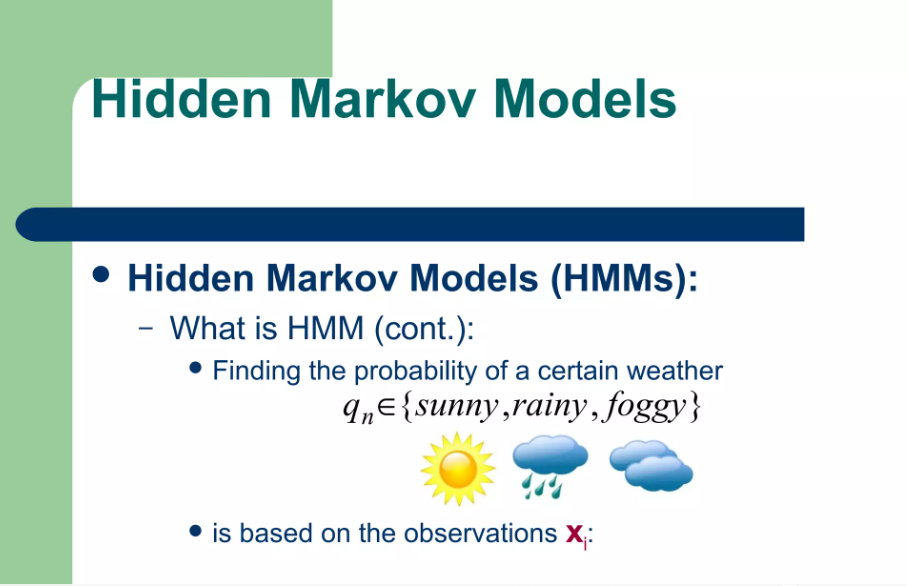 Hidden Markov Models
• Hidden Markov Models (HMMs):
– What is HMM (cont.):
• Finding the probability of a certain weather
qₙ∈{sunny,rainy,foggy}
• is based on the observations xᵢ: